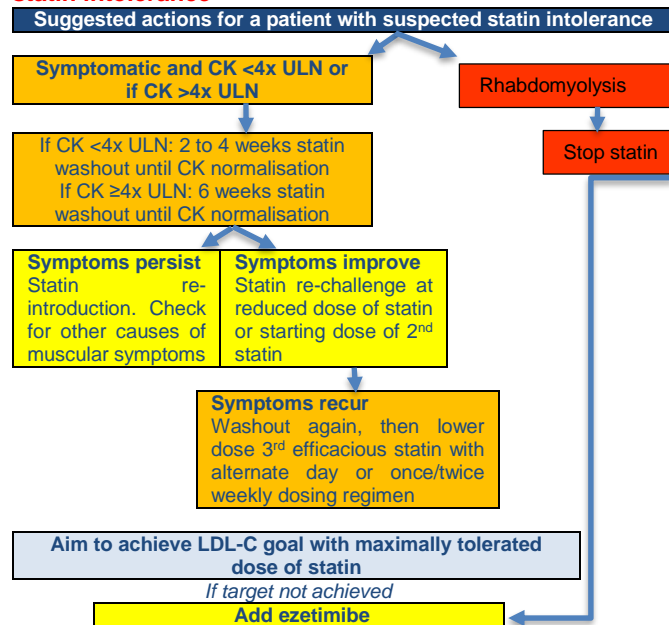 Suggested actions for a patient with suspected statin intolerance
Symptomatic and CK <4x ULN or
if CK >4x ULN
Rhabdomyolysis
Stop statin
If CK <4x ULN: 2 to 4 weeks statin
washout until CK normalisation
If CK ≥4x ULN: 6 weeks statin
washout until CK normalisation
Symptoms persist
Statin re-
introduction. Check
for other causes of
muscular symptoms
Symptoms improve
Statin re-challenge at
reduced dose of statin
or starting dose of 2nd
statin
Symptoms recur
Washout again, then lower
dose 3rd efficacious statin with
alternate day or once/twice
weekly dosing regimen
Aim to achieve LDL-C goal with maximally tolerated
dose of statin
If target not achieved
Add ezetimibe